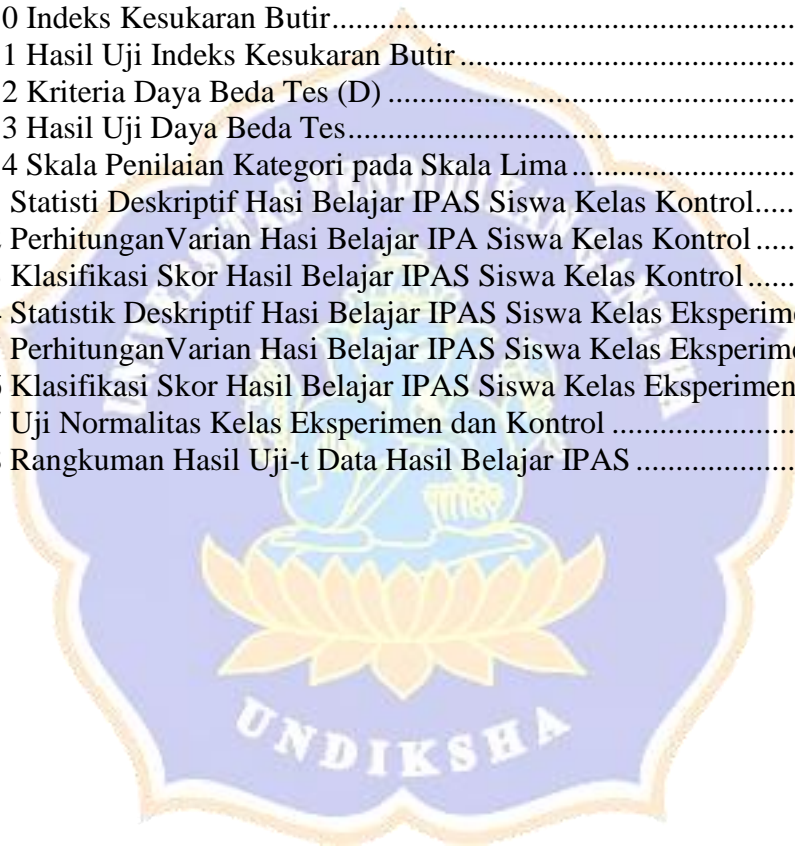 0 Indeks Kesukaran Butir
1 Hasil Uji Indeks Kesukaran Butir
2 Kriteria Daya Beda Tes (D)
3 Hasil Uji Daya Beda Tes
4 Skala Penilaian Kategori pada Skala Lima
Statisti Deskriptif Hasi Belajar IPAS Siswa Kelas Kontrol
PerhitunganVarian Hasi Belajar IPA Siswa Kelas Kontrol
Klasifikasi Skor Hasil Belajar IPAS Siswa Kelas Kontrol
Statistik Deskriptif Hasi Belajar IPAS Siswa Kelas Eksperime
PerhitunganVarian Hasi Belajar IPAS Siswa Kelas Eksperime
Klasifikasi Skor Hasil Belajar IPAS Siswa Kelas Eksperimen
Uji Normalitas Kelas Eksperimen dan Kontrol
Rangkuman Hasil Uji-t Data Hasil Belajar IPAS
UNDIKSHA